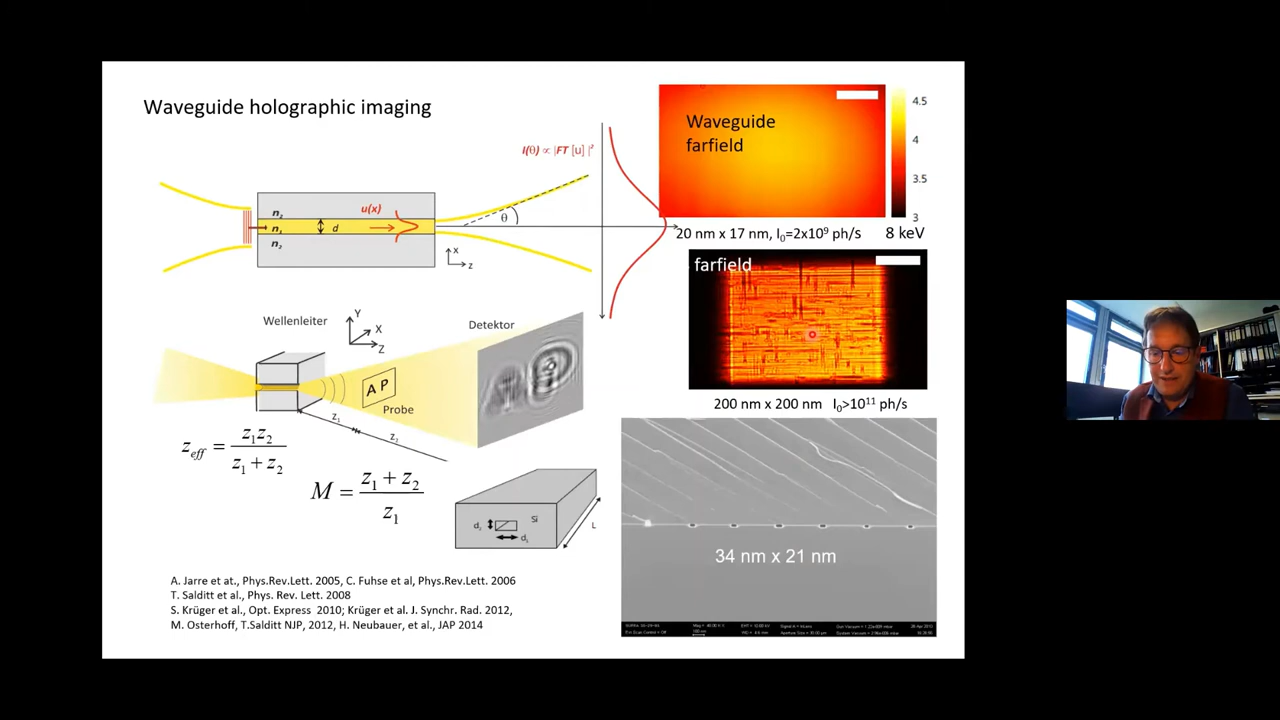 Waveguide holographic imaging
I(θ) ∝ |FT [u] |²
Waveguide
farfield
4.5
4
3.5
3
n₂
n₁
n₂
d
u(x)
θ
x
z
20 nm x 17 nm, I₀=2x10⁹ ph/s
8 keV
farfield
200 nm x 200 nm I₀>10¹¹ ph/s
Wellenleiter
Y
X
Z
Detektor
A P
Probe
z₁
z₂
z_eff = z₁z₂ / (z₁ + z₂)
M = (z₁ + z₂) / z₁
Si
L
34 nm x 21 nm
A. Jarre et at., Phys.Rev.Lett. 2005, C. Fuhse et al, Phys.Rev.Lett. 2006
T. Salditt et al., Phys. Rev. Lett. 2008
S. Krüger et al., Opt. Express 2010; Krüger et al. J. Synchr. Rad. 2012,
M. Osterhoff, T.Salditt NJP, 2012, H. Neubauer, et al., JAP 2014